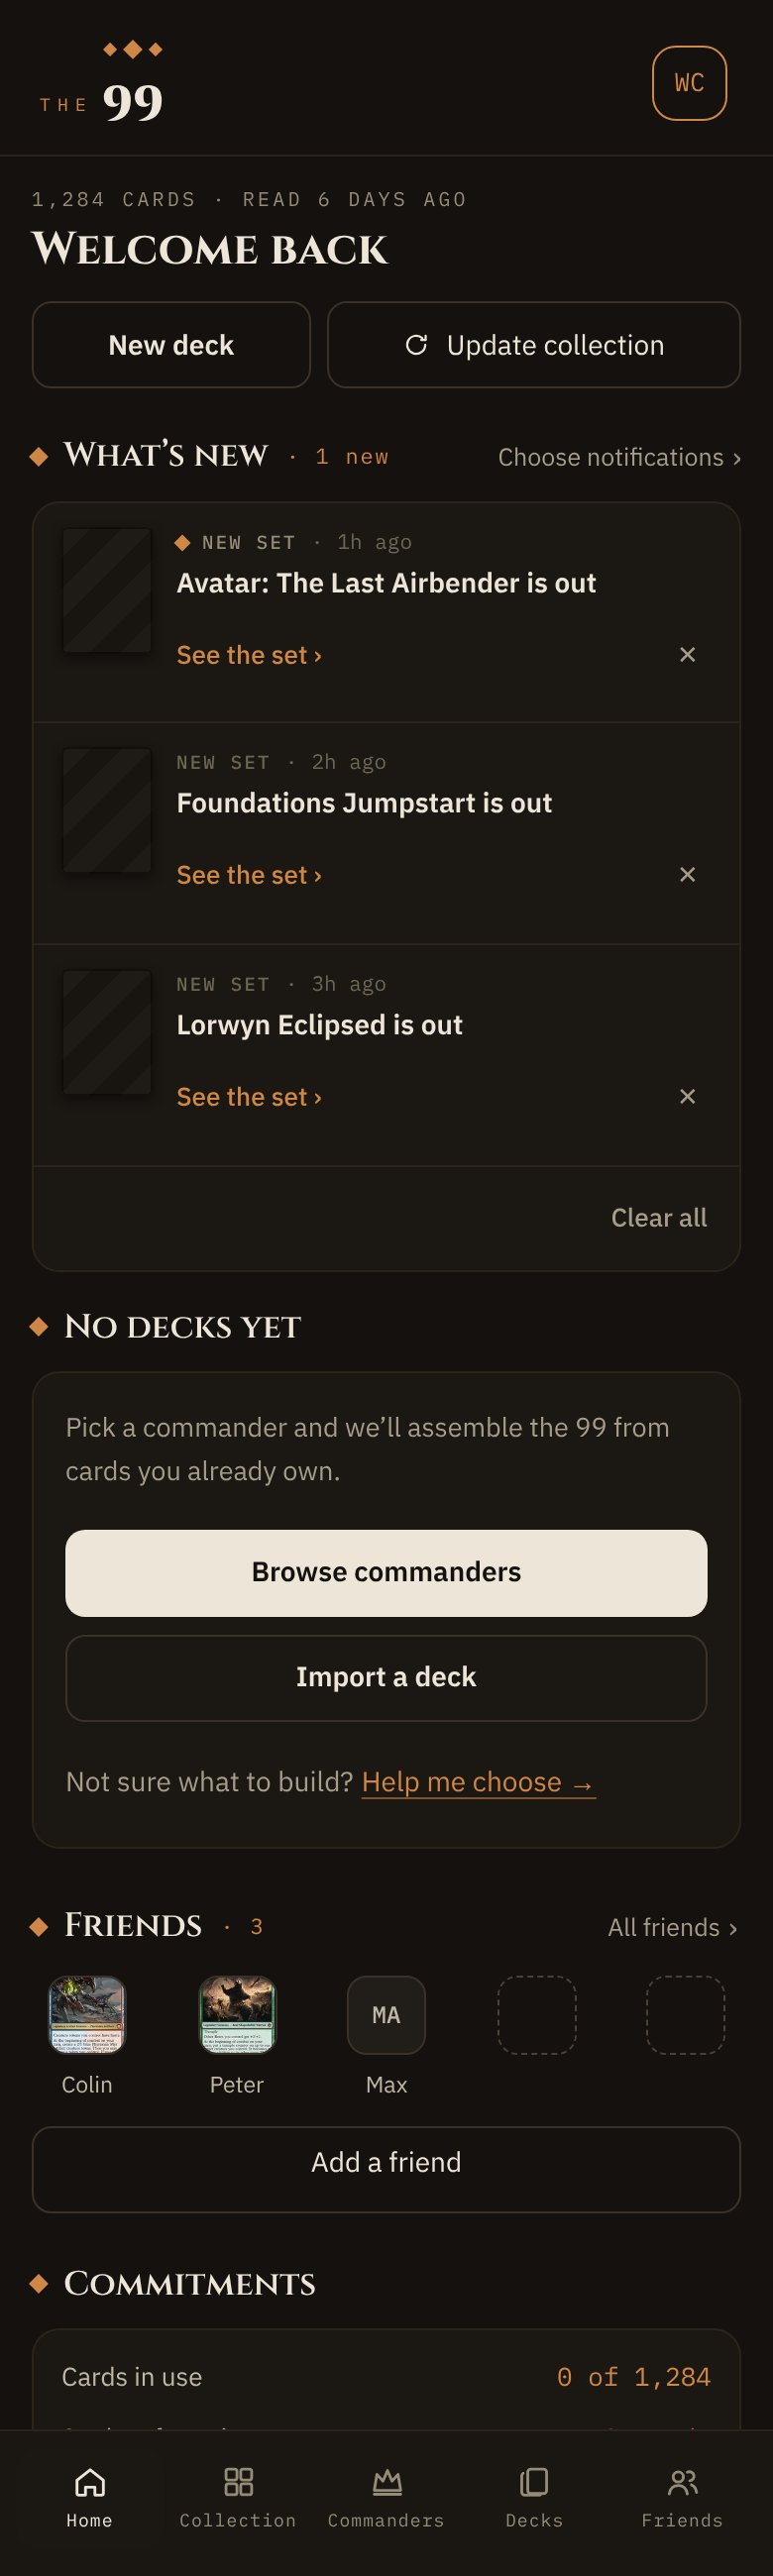 THE 99
WC
1,284 CARDS · READ 6 DAYS AGO
Welcome back
New deck
Update collection
What’s new · 1 new
Choose notifications ›
NEW SET · 1h ago
Avatar: The Last Airbender is out
See the set ›
NEW SET · 2h ago
Foundations Jumpstart is out
See the set ›
NEW SET · 3h ago
Lorwyn Eclipsed is out
See the set ›
Clear all
No decks yet
Pick a commander and we’ll assemble the 99 from
cards you already own.
Browse commanders
Import a deck
Not sure what to build? Help me choose →
Friends · 3
All friends ›
MA
Colin
Peter
Max
Add a friend
Commitments
Cards in use
0 of 1,284
Home
Collection
Commanders
Decks
Friends